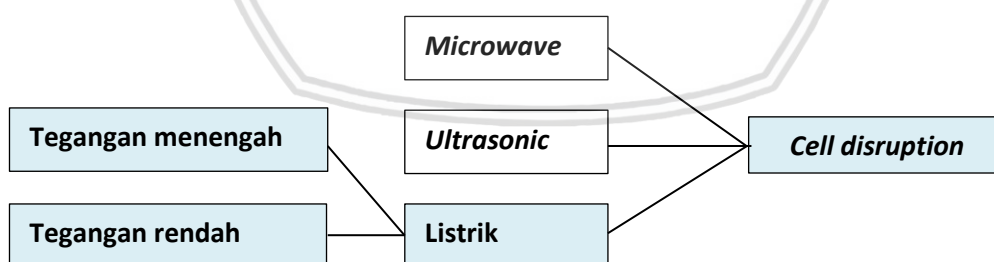 Microwave
Tegangan menengah
Ultrasonic
Cell disruption
Tegangan rendah
Listrik